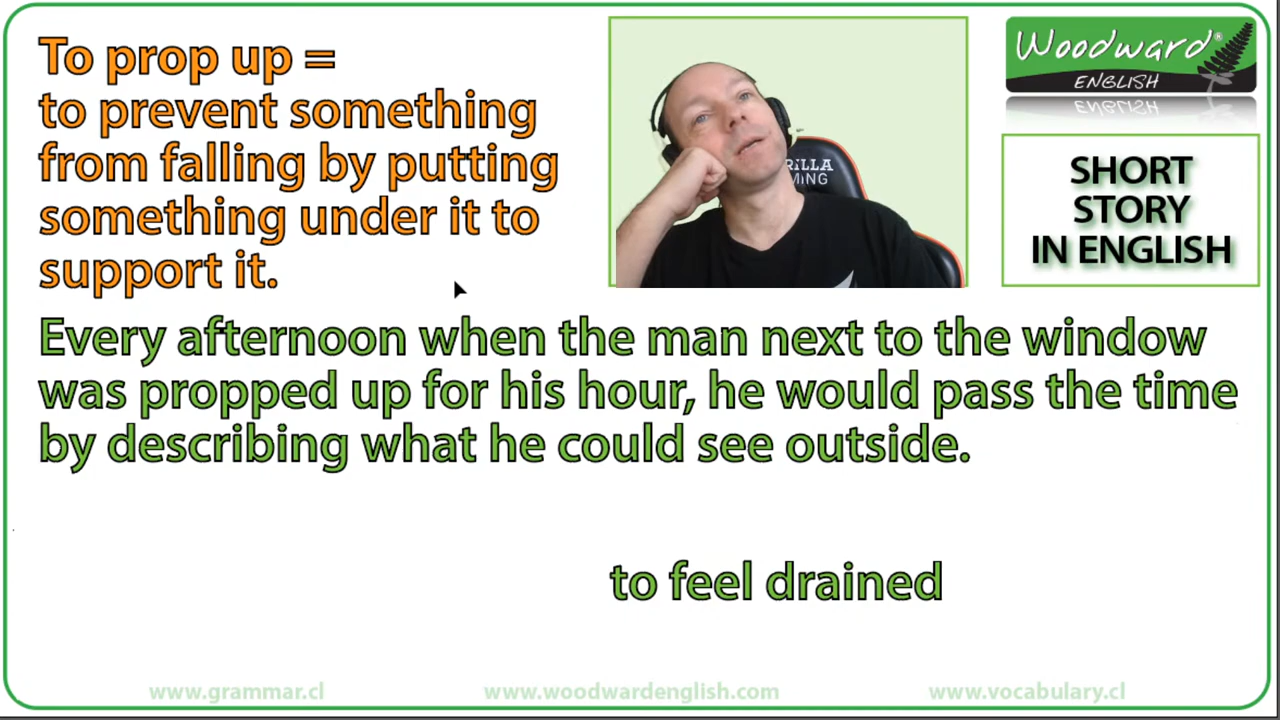 To prop up =
to prevent something
from falling by putting
something under it to
support it.
Woodward®
ENGLISH
SHORT
STORY
IN ENGLISH
Every afternoon when the man next to the window
was propped up for his hour, he would pass the time
by describing what he could see outside.
to feel drained
www.grammar.cl
www.woodwardenglish.com
www.vocabulary.cl